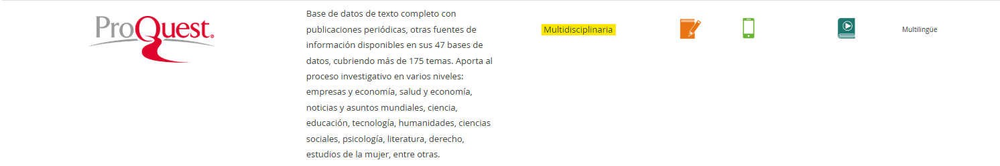 ProQuest®
Base de datos de texto completo con
publicaciones periódicas, otras fuentes de
información disponibles en sus 47 bases de
datos, cubriendo más de 175 temas. Aporta al
proceso investigativo en varios niveles:
empresas y economía, salud y economía,
noticias y asuntos mundiales, ciencia,
educación, tecnología, humanidades, ciencias
sociales, psicología, literatura, derecho,
estudios de la mujer, entre otras.
Multidisciplinaria
Multilingüe